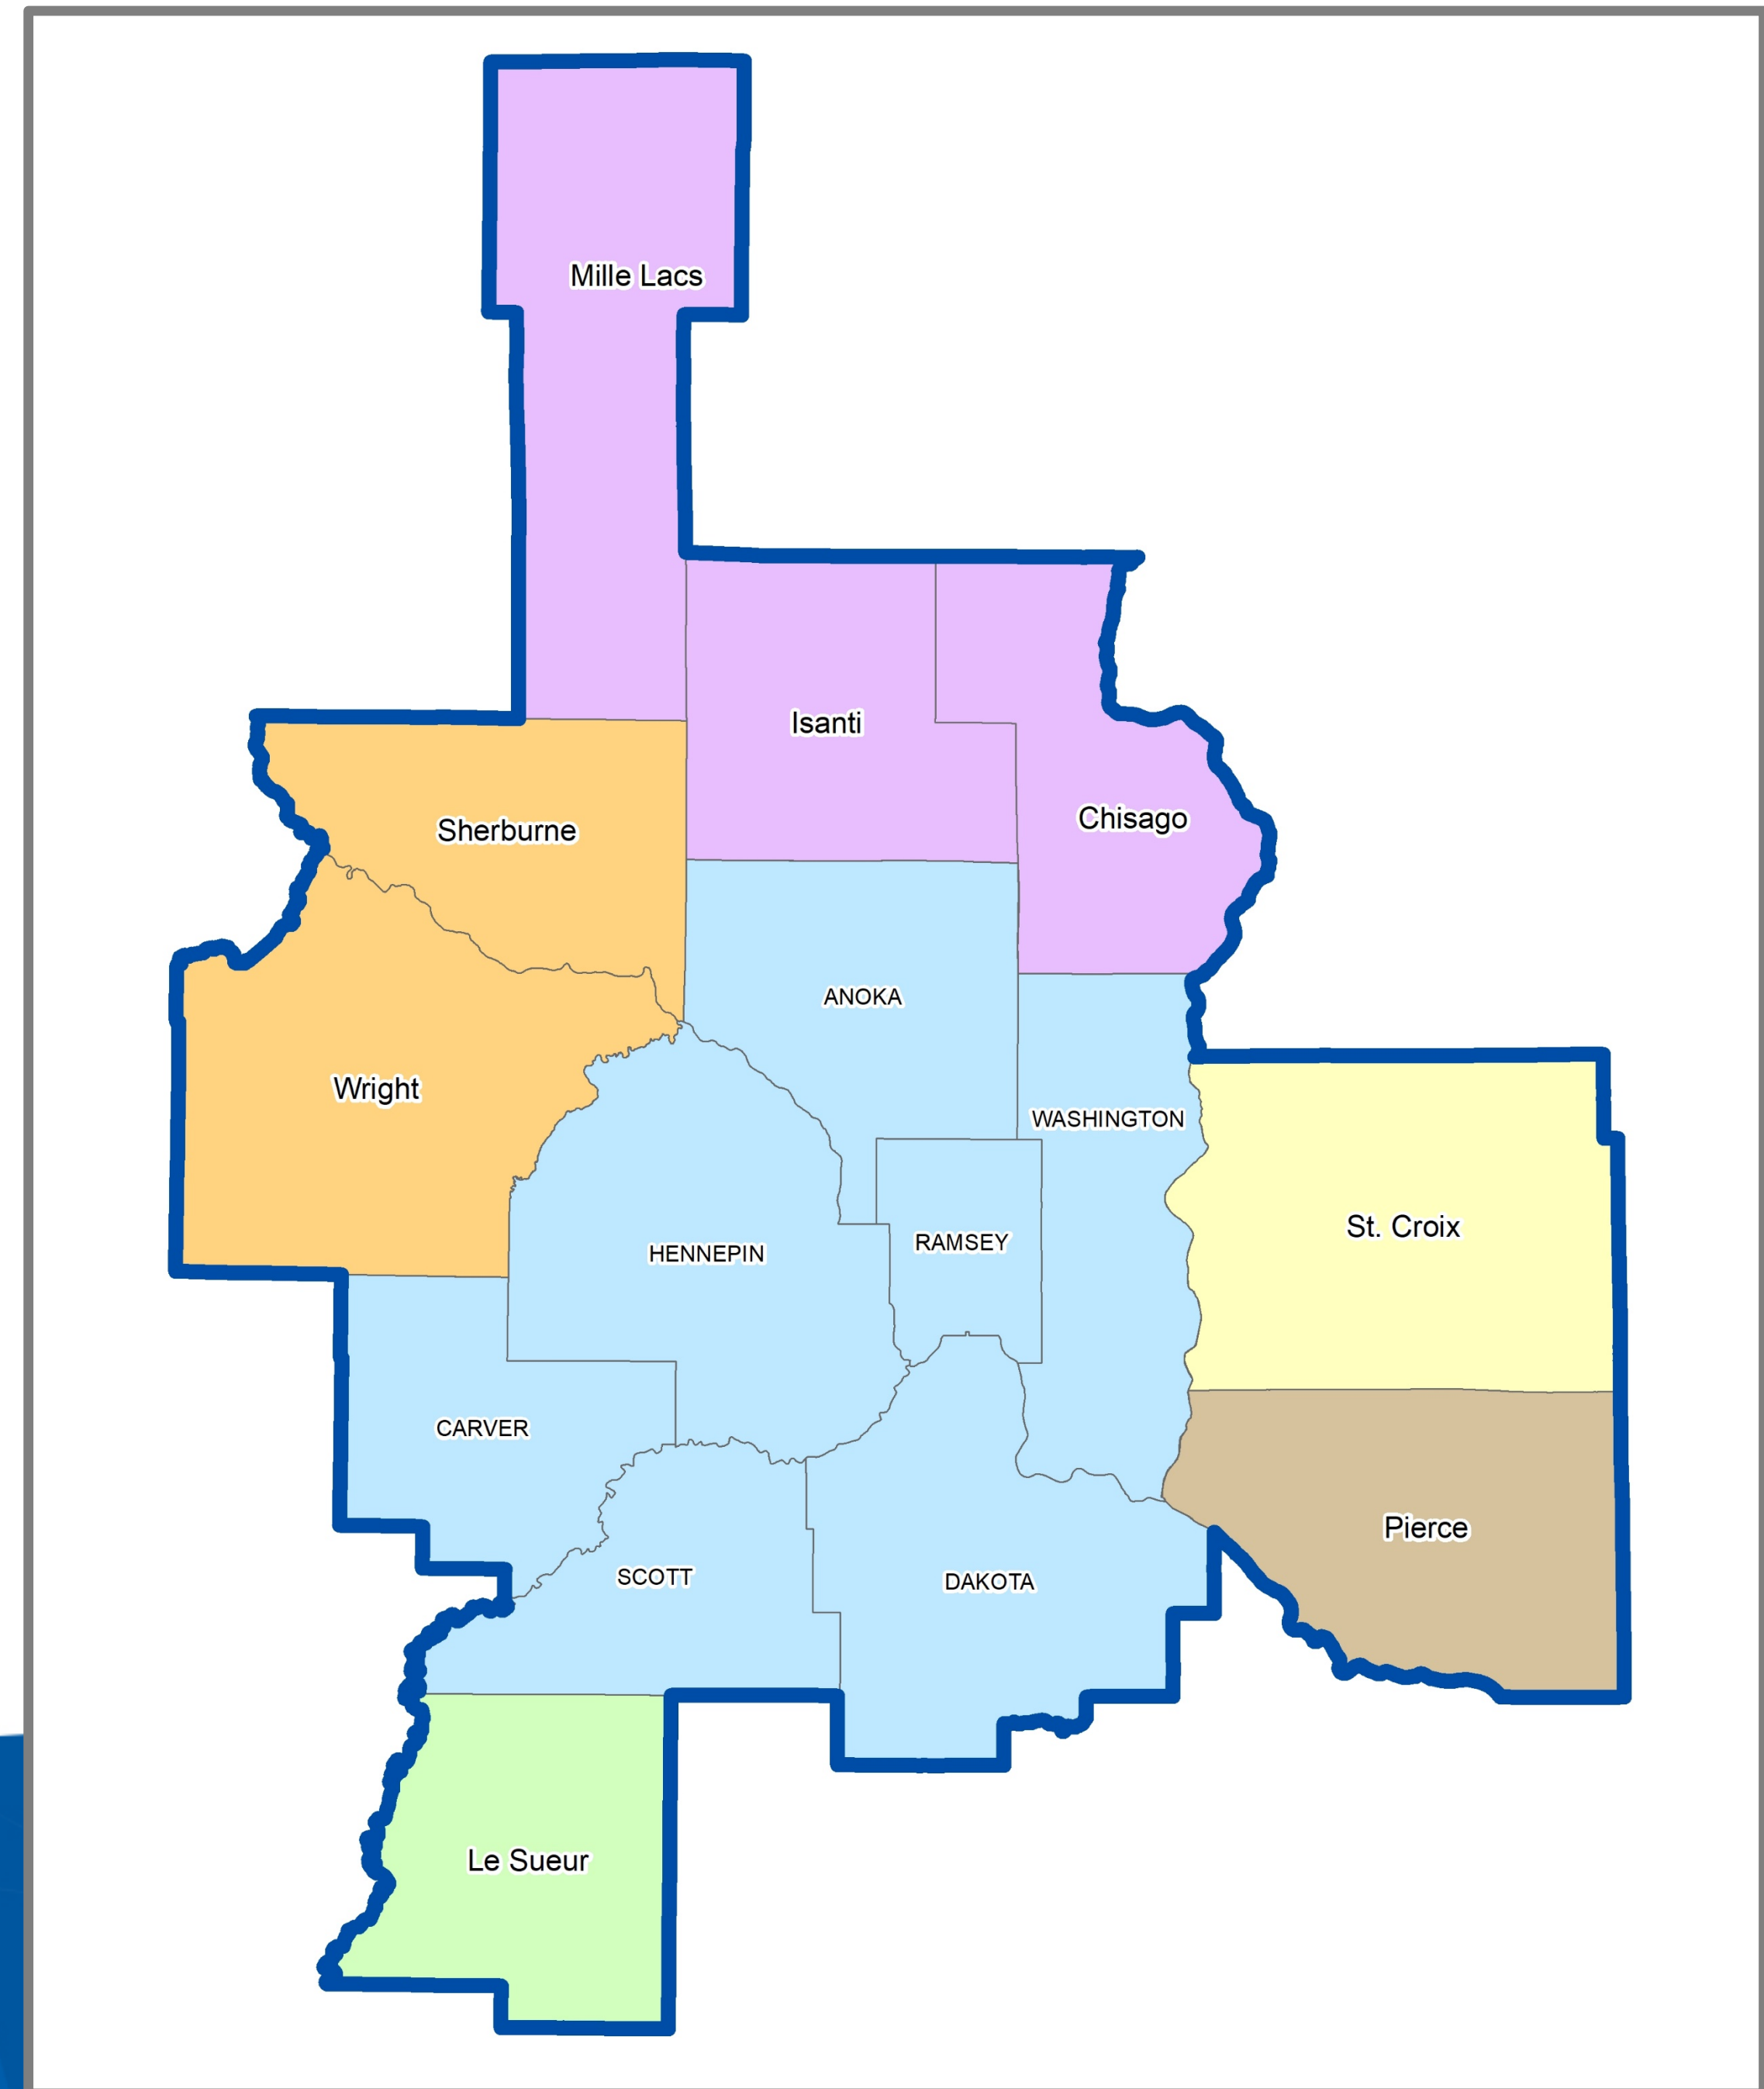 Mille Lacs
Isanti
Chisago
Sherburne
ANOKA
Wright
WASHINGTON
St. Croix
RAMSEY
HENNEPIN
CARVER
Pierce
SCOTT
DAKOTA
Le Sueur